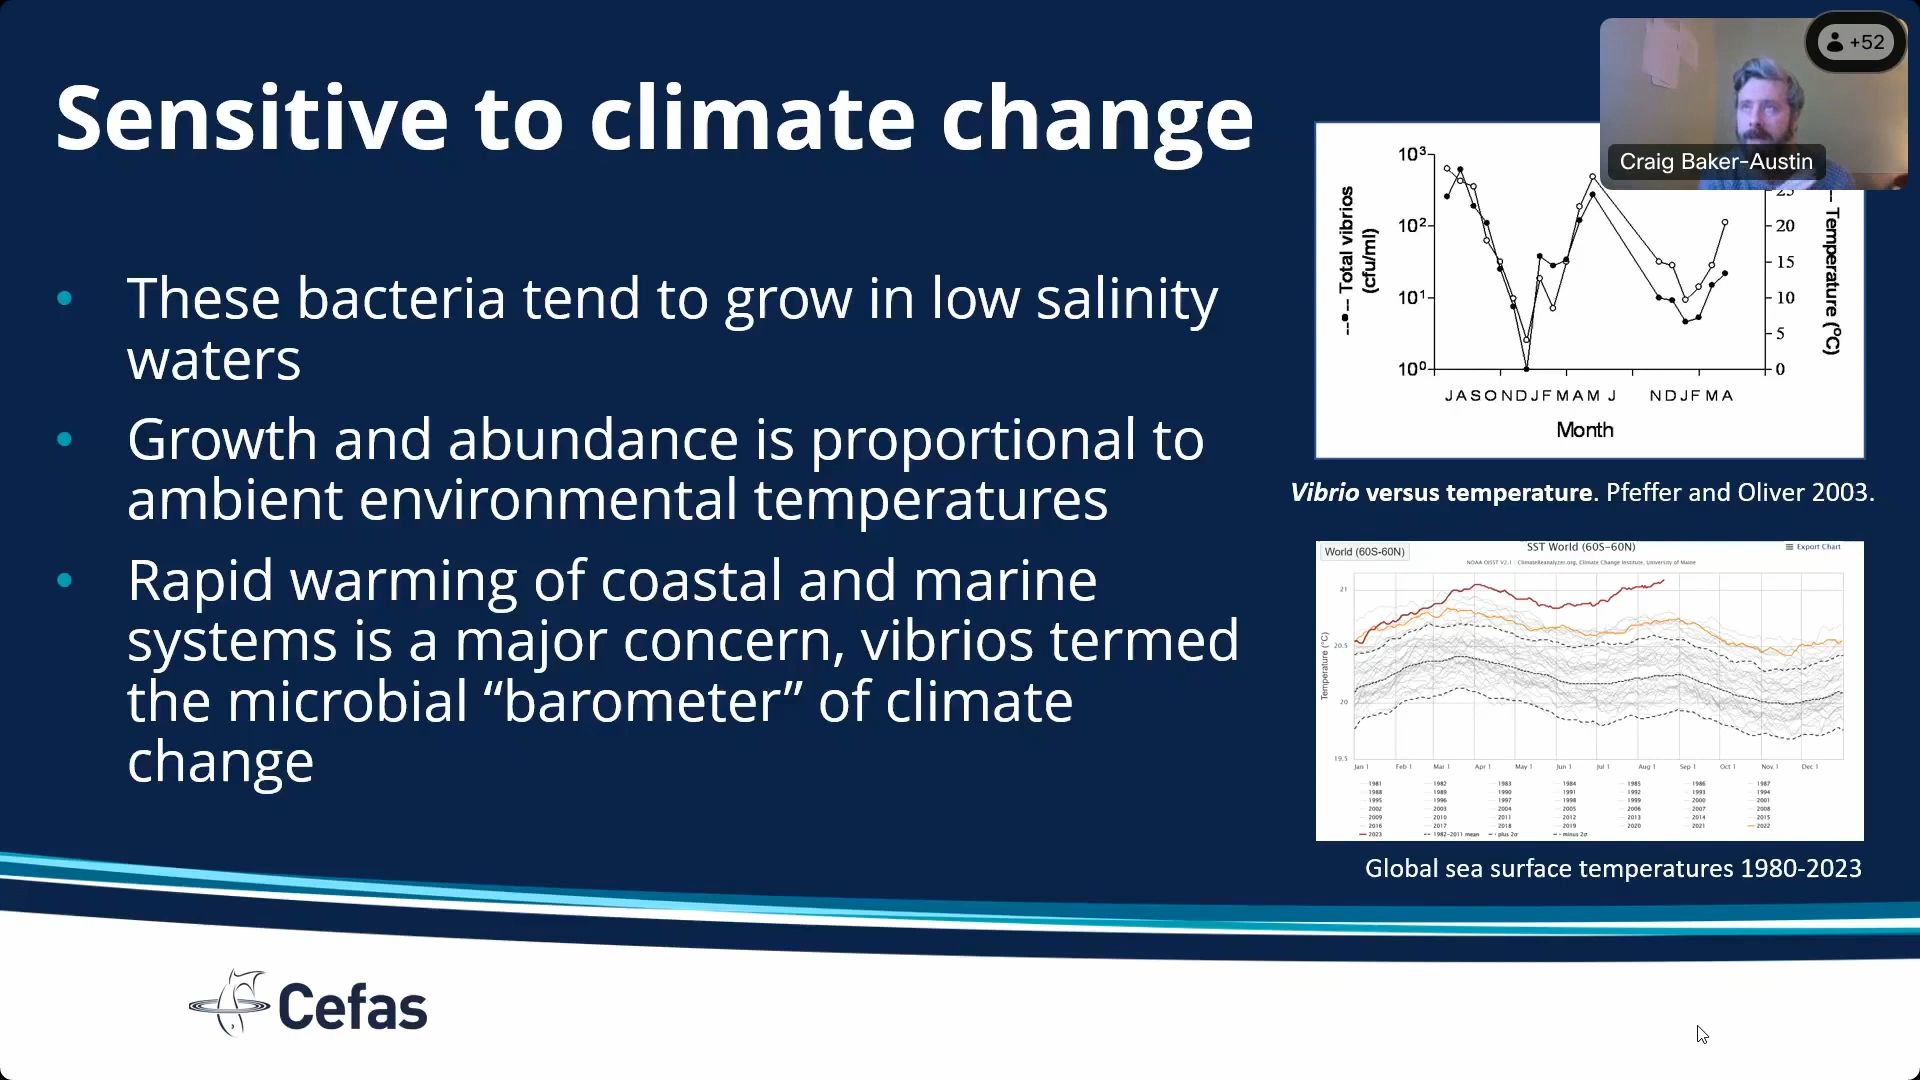 Sensitive to climate change
+52
Craig Baker-Austin
• These bacteria tend to grow in low salinity
waters
• Growth and abundance is proportional to
ambient environmental temperatures
• Rapid warming of coastal and marine
systems is a major concern, vibrios termed
the microbial “barometer” of climate
change
--●-- Total vibrios
(cfu/ml)
10³
10²
10¹
10⁰
25
20
15
10
5
0
Temperature (°C)
J A S O N D J F M A M J N D J F M A
Month
Vibrio versus temperature. Pfeffer and Oliver 2003.
World (60S-60N)
SST World (60S-60N)
Export Chart
NOAA OISST V2.1 | ClimateReanalyzer.org, Climate Change Institute, University of Maine
Temperature (°C)
21
20.5
20
19.5
Jan 1 Feb 1 Mar 1 Apr 1 May 1 Jun 1 Jul 1 Aug 1 Sep 1 Oct 1 Nov 1 Dec 1
1981 1982 1983 1984 1985 1986 1987
1988 1989 1990 1991 1992 1993 1994
1995 1996 1997 1998 1999 2000 2001
2002 2003 2004 2005 2006 2007 2008
2009 2010 2011 2012 2013 2014 2015
2016 2017 2018 2019 2020 2021 2022
2023 1982-2011 mean plus 2σ minus 2σ
Global sea surface temperatures 1980-2023
Cefas